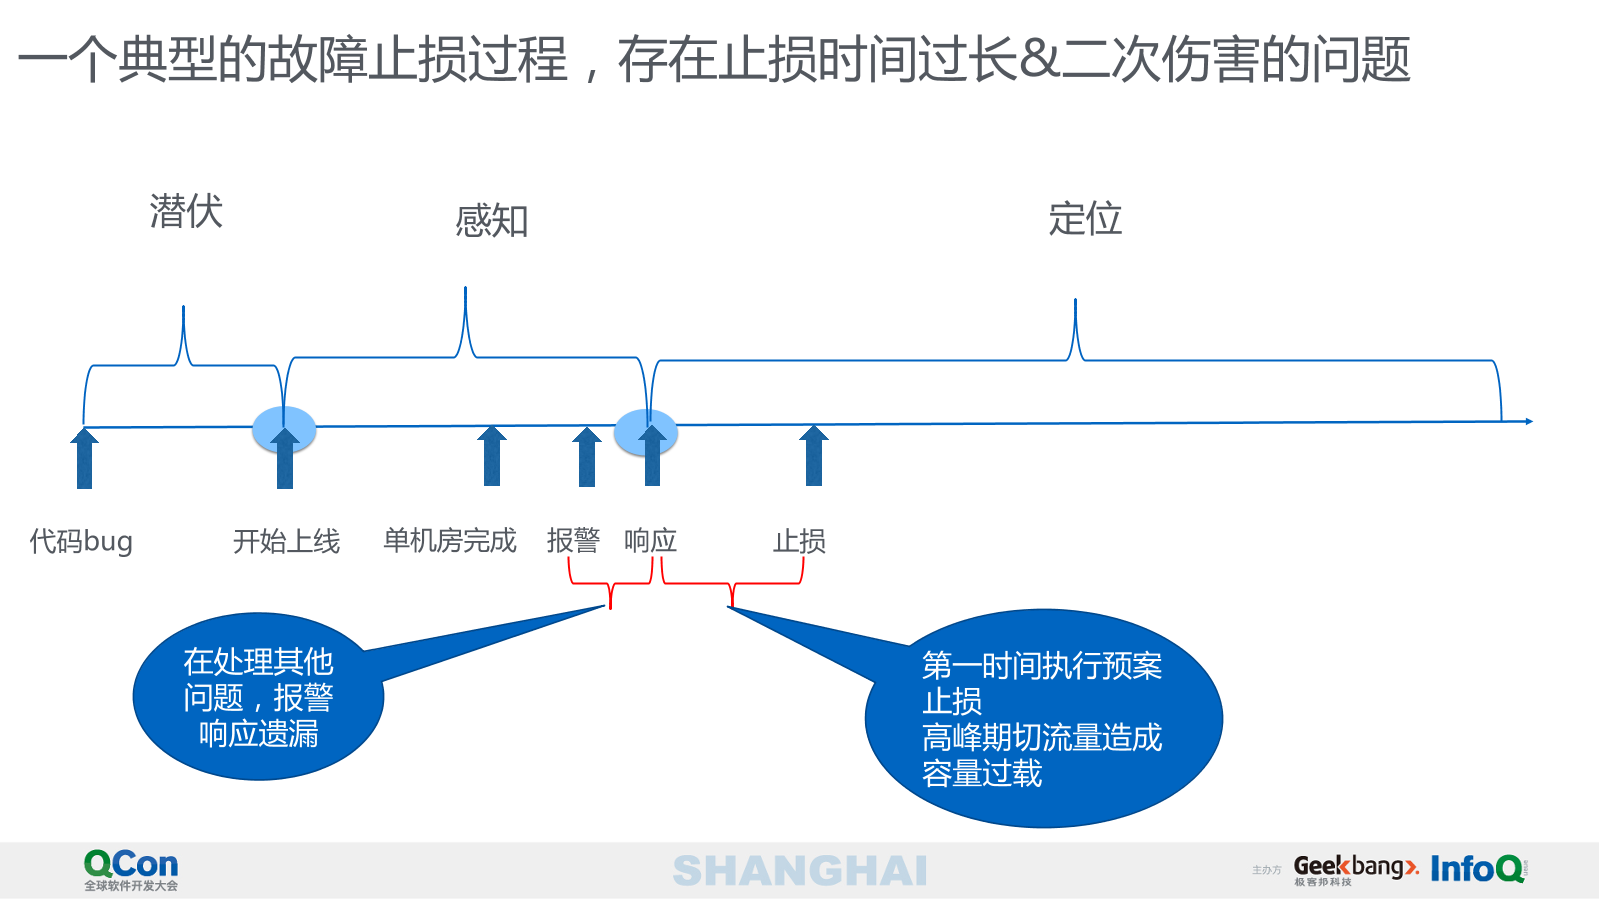 一个典型的故障止损过程，存在止损时间过长&二次伤害的问题
潜伏
感知
定位
代码bug
开始上线
单机房完成
报警
响应
止损
在处理其他
问题，报警
响应遗漏
第一时间执行预案
止损
高峰期切流量造成
容量过载
QCon
全球软件开发大会
SHANGHAI
主办方
Geekbang
极客邦科技
InfoQ